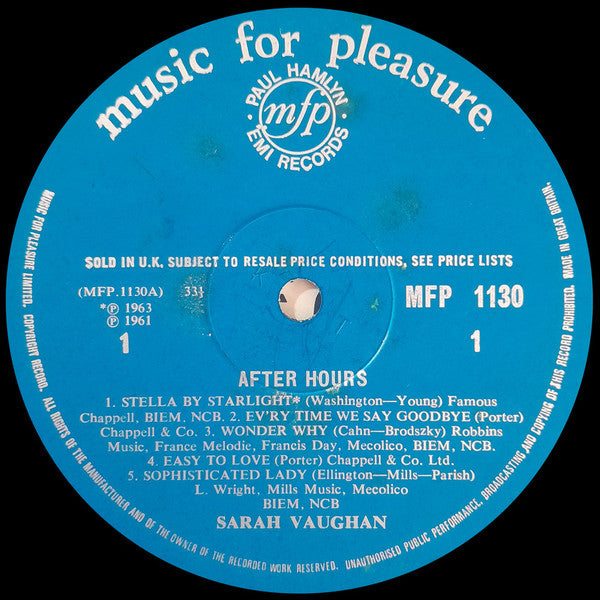 music for pleasure
PAUL HAMLYN ·
mfp
· EMI RECORDS
SOLD IN U.K. SUBJECT TO RESALE PRICE CONDITIONS, SEE PRICE LISTS
(MFP.1130A) 33⅓
MFP 1130
*℗ 1963
℗ 1961
1
1
AFTER HOURS
1. STELLA BY STARLIGHT* (Washington—Young) Famous
Chappell, BIEM, NCB. 2. EV'RY TIME WE SAY GOODBYE (Porter)
Chappell & Co. 3. WONDER WHY (Cahn—Brodszky) Robbins
Music, France Melodie, Francis Day, Mecolico, BIEM, NCB.
4. EASY TO LOVE (Porter) Chappell & Co. Ltd.
5. SOPHISTICATED LADY (Ellington—Mills—Parish)
L. Wright, Mills Music, Mecolico
BIEM, NCB
SARAH VAUGHAN
MUSIC FOR PLEASURE LIMITED. COPYRIGHT RECORD. ALL RIGHTS OF THE MANUFACTURER AND OF THE OWNER OF THE RECORDED WORK RESERVED. UNAUTHORISED PUBLIC PERFORMANCE, BROADCASTING AND COPYING OF THIS RECORD PROHIBITED. MADE IN GREAT BRITAIN.